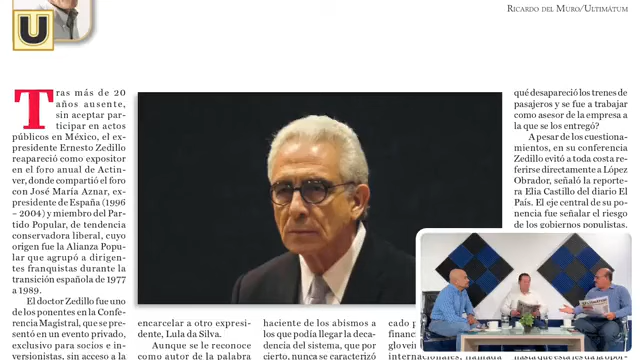 RICARDO DEL MURO/ULTIMÁTUM
U
Tras más de 20
años ausente,
sin aceptar par-
ticipar en actos
públicos en México, el ex-
presidente Ernesto Zedillo
reapareció como expositor
en el foro anual de Actin-
ver, donde compartió el foro
con José María Aznar, ex-
presidente de España (1996
– 2004) y miembro del Par-
tido Popular, de tendencia
conservadora liberal, cuyo
origen fue la Alianza Popu-
lar que agrupó a dirigen-
tes franquistas durante la
transición española de 1977
a 1989.
El doctor Zedillo fue uno
de los ponentes en la Confe-
rencia Magistral, que se pre-
sentó en un evento privado,
exclusivo para socios e in-
versionistas, sin acceso a la
encarcelar a otro expresi-
dente, Lula da Silva.
Aunque se le reconoce
como autor de la palabra
haciente de los abismos a
los que podía llegar la deca-
dencia del sistema, que por
cierto, nunca se caracterizó
cado
internacionales, llamada
qué desapareció los trenes de
pasajeros y se fue a trabajar
como asesor de la empresa a
la que se los entregó?
A pesar de los cuestiona-
mientos, en su conferencia
Zedillo evitó a toda costa re-
ferirse directamente a López
Obrador, señaló la reporte-
ra Elia Castillo del diario El
País. El eje central de su po-
nencia fue señalar el riesgo
de los gobiernos populistas.